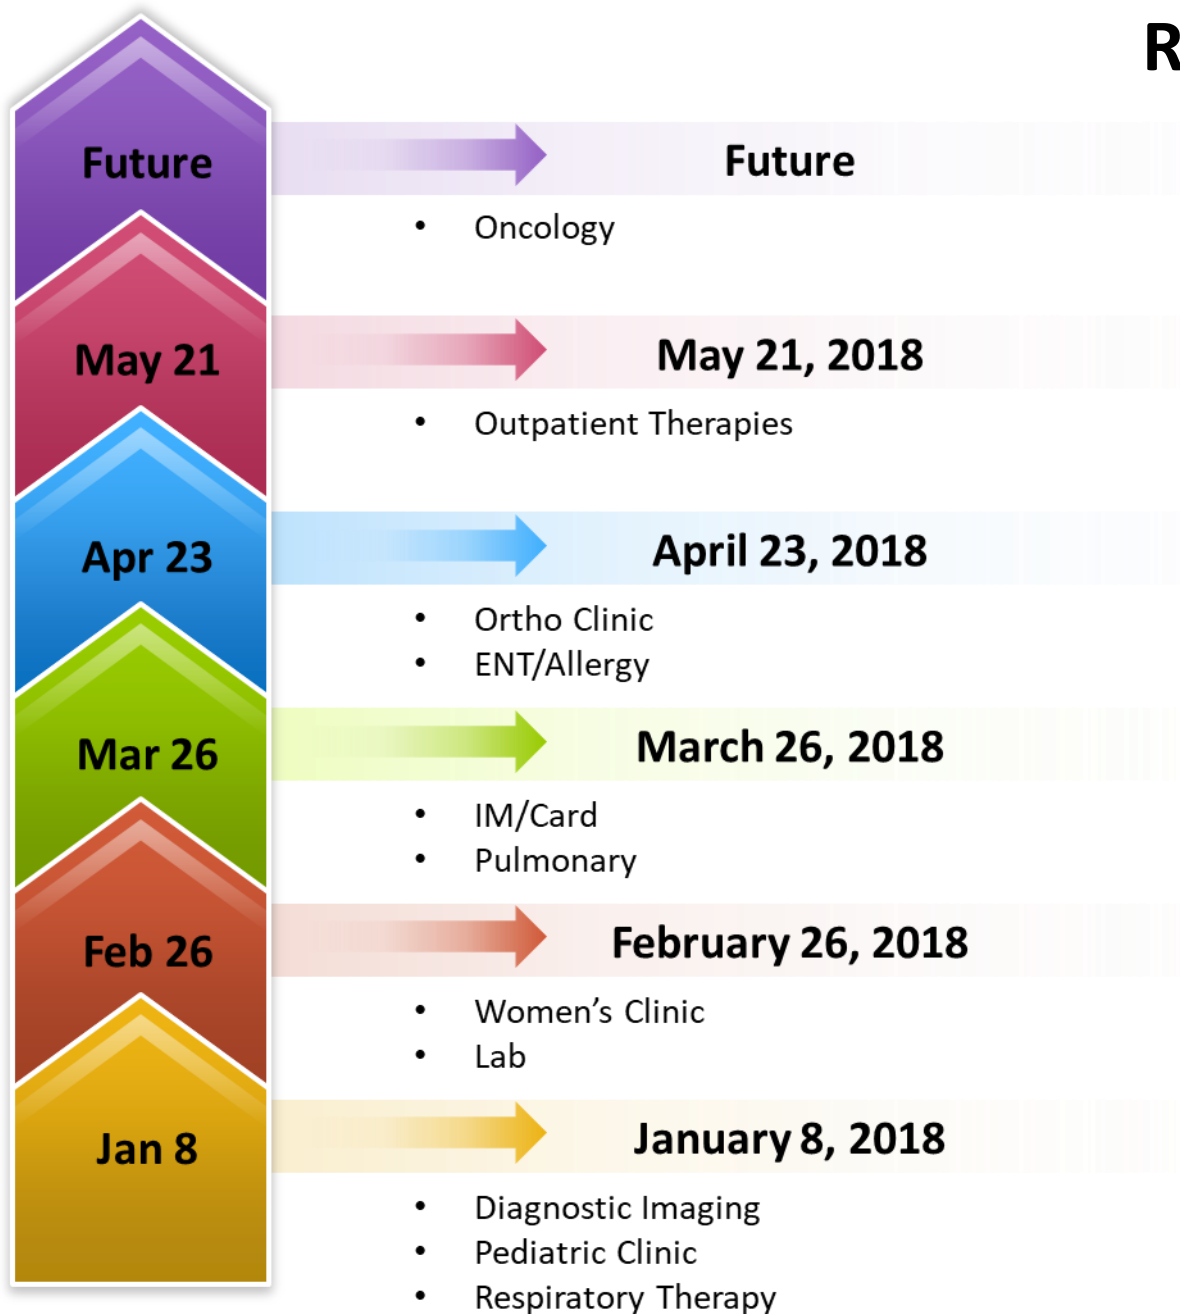 R
Future
Future
• Oncology
May 21
May 21, 2018
• Outpatient Therapies
Apr 23
April 23, 2018
• Ortho Clinic
• ENT/Allergy
Mar 26
March 26, 2018
• IM/Card
• Pulmonary
Feb 26
February 26, 2018
• Women’s Clinic
• Lab
Jan 8
January 8, 2018
• Diagnostic Imaging
• Pediatric Clinic
• Respiratory Therapy